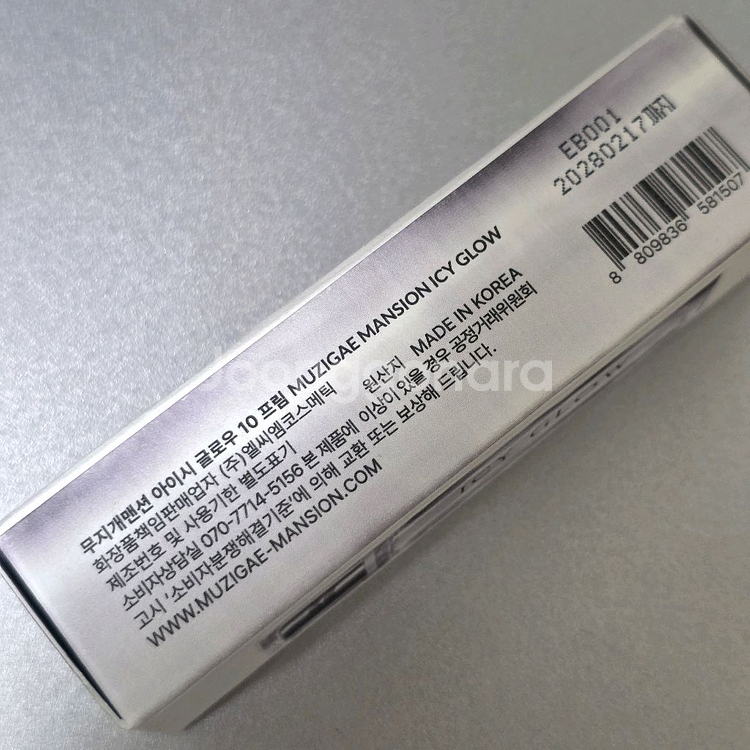 EB001
20280217까지
8 809836 581507
무지개맨션 아이시 글로우 10 프림 MUZIGAE MANSION ICY GLOW
화장품책임판매업자 (주)엘씨엠코스메틱 원산지 MADE IN KOREA
제조번호 및 사용기한 별도표기
소비자상담실 070-7714-5156 본 제품에 이상이 있을 경우 공정거래위원회
고시 '소비자분쟁해결기준'에 의해 교환 또는 보상해 드립니다.
WWW.MUZIGAE-MANSION.COM
ICY GLOW
Joonggonara